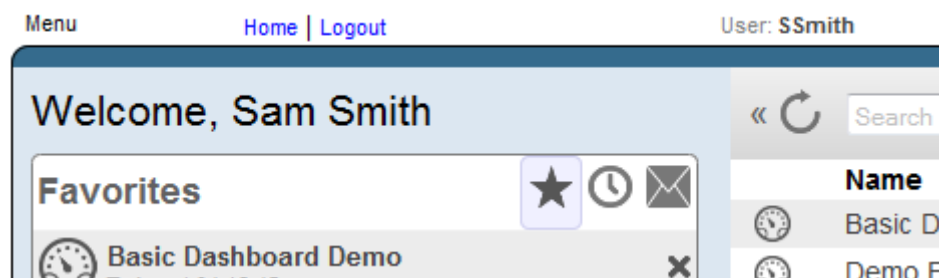 Menu
Home | Logout
User: SSmith
Welcome, Sam Smith
Favorites
Basic Dashboard Demo
« Search
Name
Basic D
Demo